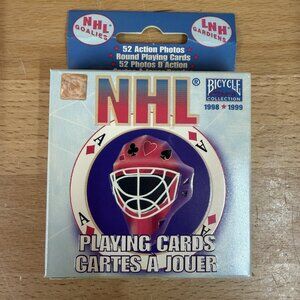 NHL
GOALIES
LNH
GARDIENS
52 Action Photos
Round Playing Cards
52 Photos D Action
NHL®
BICYCLE
COLLECTION
1998 ★ 1999
A
A
A
A
PLAYING CARDS
CARTES A JOUER